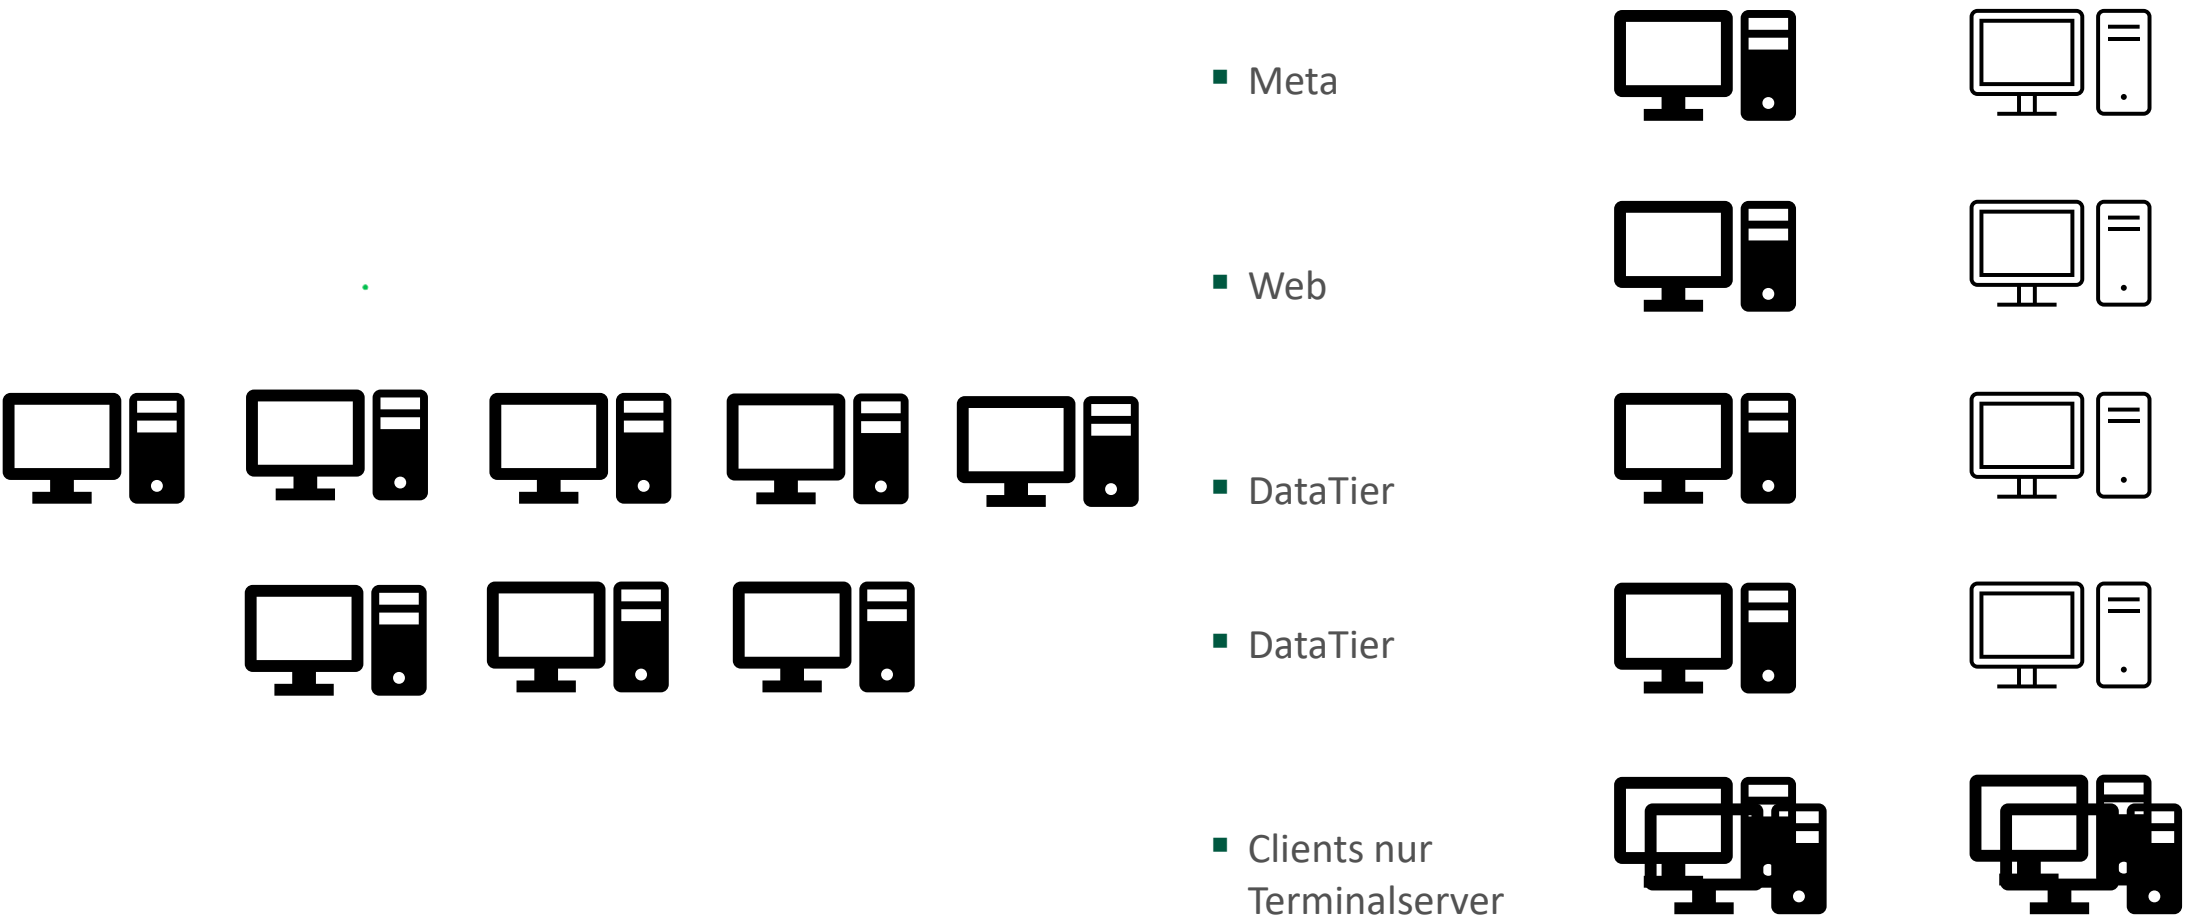 Meta
Web
DataTier
DataTier
Clients nur
Terminalserver